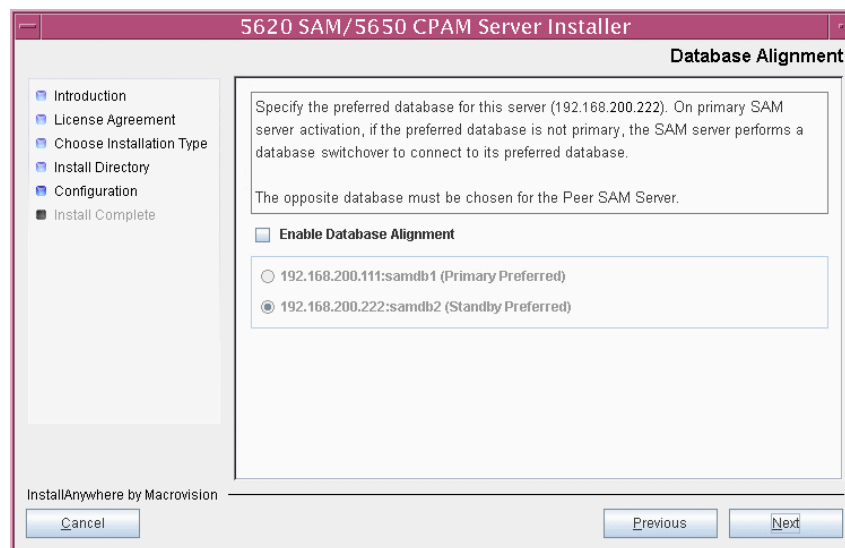 5620 SAM/5650 CPAM Server Installer
Database Alignment
Introduction
License Agreement
Choose Installation Type
Install Directory
Configuration
Install Complete
Specify the preferred database for this server (192.168.200.222). On primary SAM
server activation, if the preferred database is not primary, the SAM server performs a
database switchover to connect to its preferred database.
The opposite database must be chosen for the Peer SAM Server.
Enable Database Alignment
192.168.200.111:samdb1 (Primary Preferred)
192.168.200.222:samdb2 (Standby Preferred)
InstallAnywhere by Macrovision
Cancel
Previous
Next